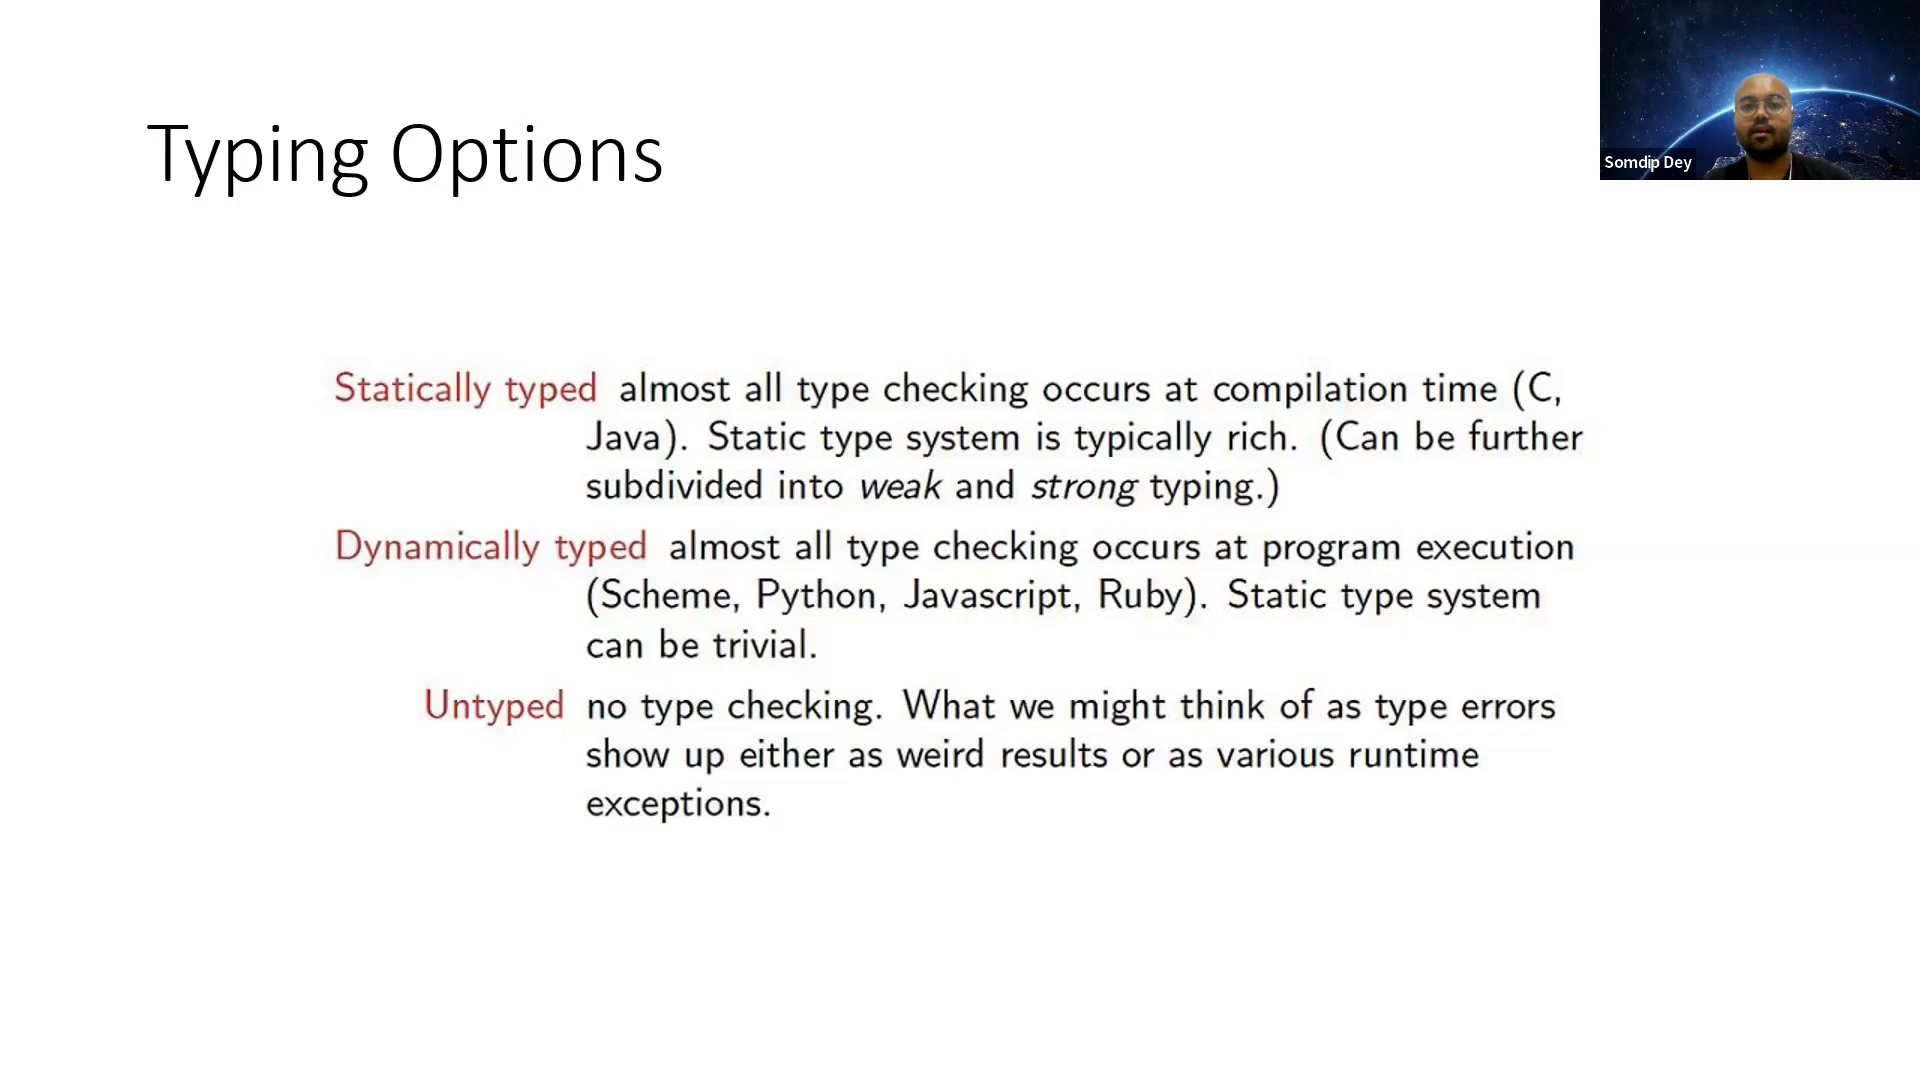 Typing Options
Somdip Dey
Statically typed almost all type checking occurs at compilation time (C,
Java). Static type system is typically rich. (Can be further
subdivided into weak and strong typing.)
Dynamically typed almost all type checking occurs at program execution
(Scheme, Python, Javascript, Ruby). Static type system
can be trivial.
Untyped no type checking. What we might think of as type errors
show up either as weird results or as various runtime
exceptions.